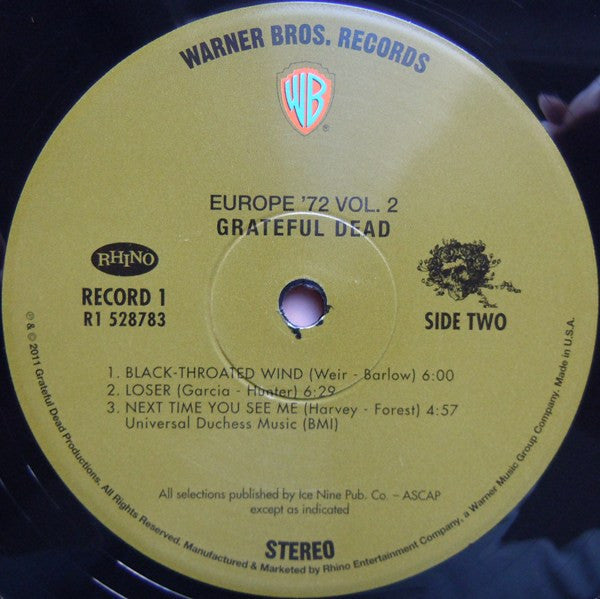 WARNER BROS. RECORDS
WB
®
EUROPE '72 VOL. 2
GRATEFUL DEAD
RHINO
RECORD 1
R1 528783
SIDE TWO
1. BLACK-THROATED WIND (Weir - Barlow) 6:00
2. LOSER (Garcia - Hunter) 6:29
3. NEXT TIME YOU SEE ME (Harvey - Forest) 4:57
Universal Duchess Music (BMI)
All selections published by Ice Nine Pub. Co. – ASCAP
except as indicated
STEREO
℗ & © 2011 Grateful Dead Productions. All Rights Reserved. Manufactured & Marketed by Rhino Entertainment Company, a Warner Music Group Company. Made in U.S.A.